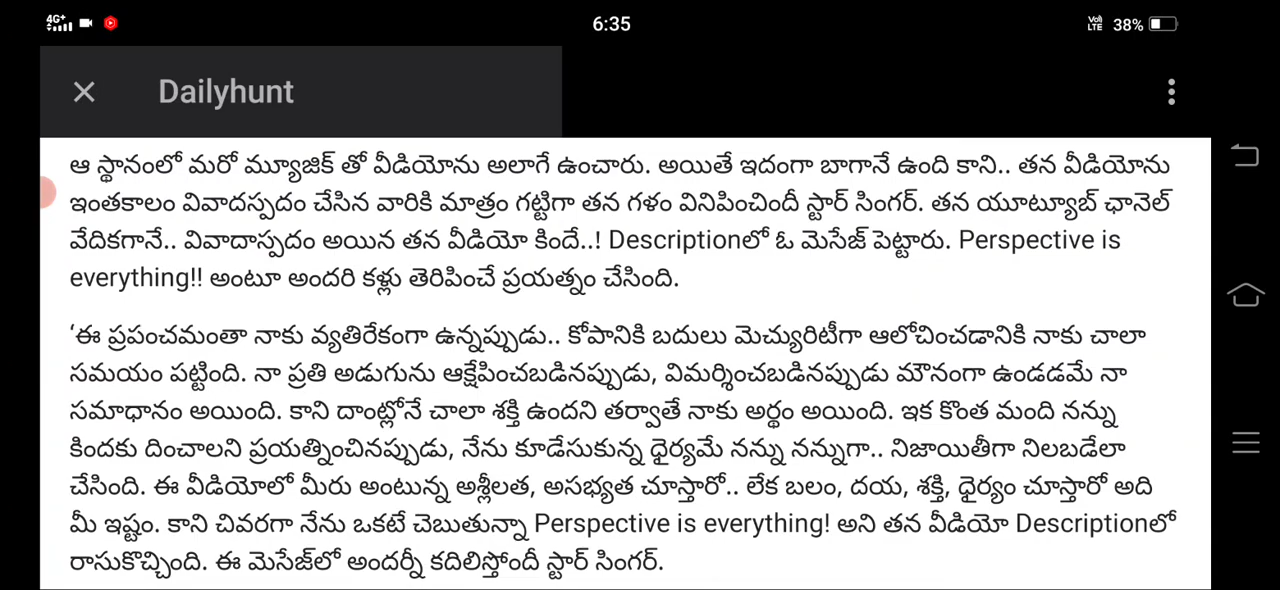 4G+
6:35
VoLTE 38%
Dailyhunt
ఆ స్థానంలో మరో మ్యూజిక్ తో వీడియోను అలాగే ఉంచారు. అయితే ఇదంగా బాగానే ఉంది కాని.. తన వీడియోను
ఇంతకాలం వివాదస్పదం చేసిన వారికి మాత్రం గట్టిగా తన గళం వినిపించిందీ స్టార్ సింగర్. తన యూట్యూబ్ ఛానెల్
వేదికగానే.. వివాదాస్పదం అయిన తన వీడియో కిందే..! Descriptionలో ఓ మెసేజ్ పెట్టారు. Perspective is
everything!! అంటూ అందరి కళ్లు తెరిపించే ప్రయత్నం చేసింది.
'ఈ ప్రపంచమంతా నాకు వ్యతిరేకంగా ఉన్నప్పుడు.. కోపానికి బదులు మెచ్యురిటీగా ఆలోచించడానికి నాకు చాలా
సమయం పట్టింది. నా ప్రతి అడుగును ఆక్షేపించబడినప్పుడు, విమర్శించబడినప్పుడు మౌనంగా ఉండడమే నా
సమాధానం అయింది. కాని దాంట్లోనే చాలా శక్తి ఉందని తర్వాతే నాకు అర్థం అయింది. ఇక కొంత మంది నన్ను
కిందకు దించాలని ప్రయత్నించినప్పుడు, నేను కూడేసుకున్న ధైర్యమే నన్ను నన్నుగా.. నిజాయితీగా నిలబడేలా
చేసింది. ఈ వీడియోలో మీరు అంటున్న అశ్లీలత, అసభ్యత చూస్తారో.. లేక బలం, దయ, శక్తి, ధైర్యం చూస్తారో అది
మీ ఇష్టం. కాని చివరగా నేను ఒకటే చెబుతున్నా Perspective is everything! అని తన వీడియో Descriptionలో
రాసుకొచ్చింది. ఈ మెసేజ్‌లో అందర్నీ కదిలిస్తోందీ స్టార్ సింగర్.